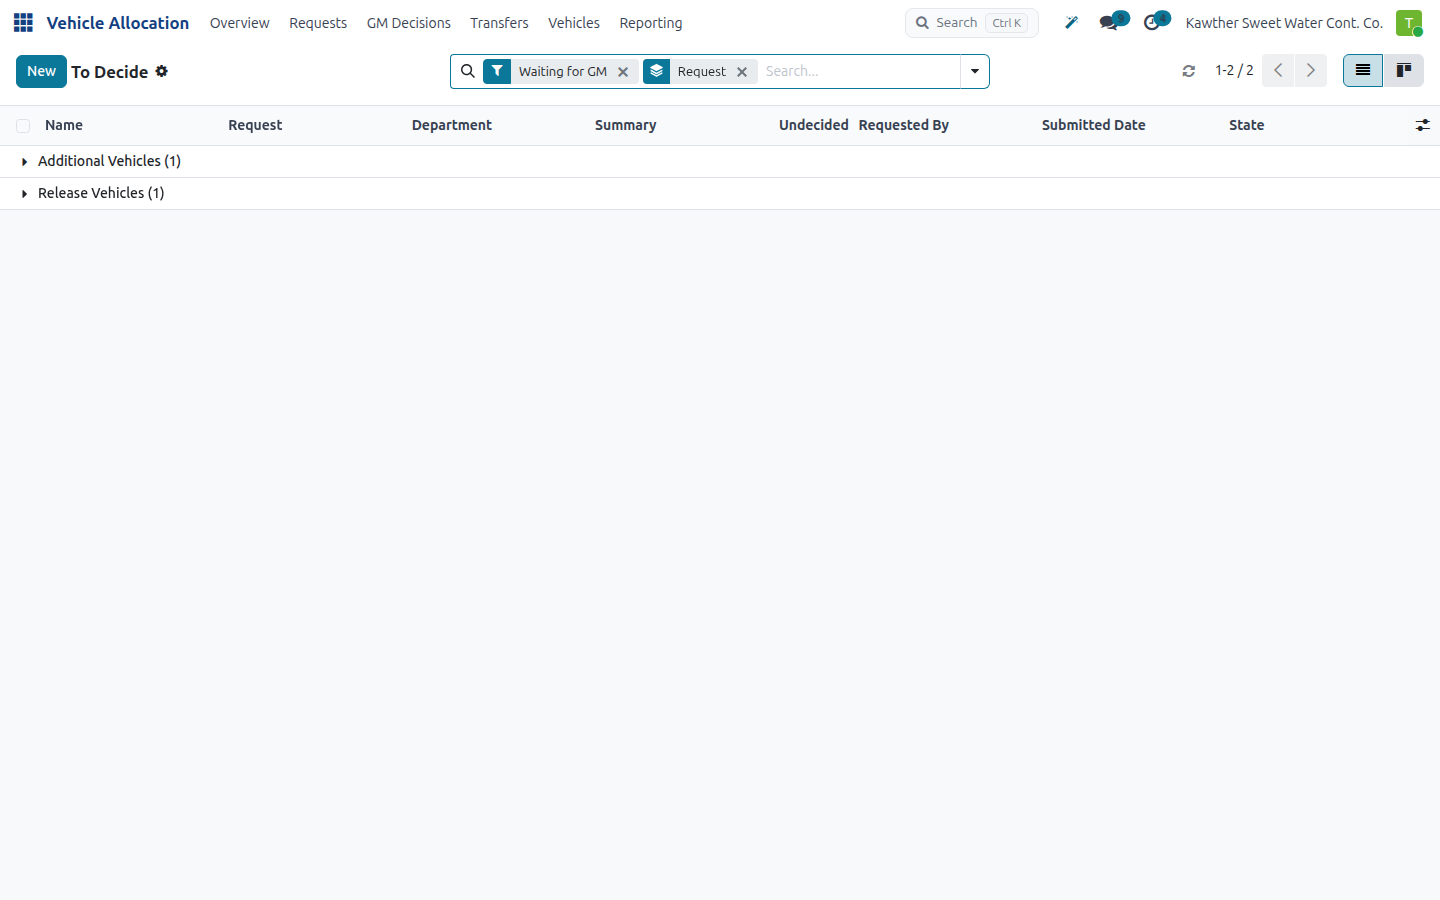 Vehicle Allocation Overview Requests GM Decisions Transfers Vehicles Reporting Search Ctrl K 9 4 Kawther Sweet Water Cont. Co. T
New To Decide Waiting for GM Request Search... 1-2 / 2
Name Request Department Summary Undecided Requested By Submitted Date State
Additional Vehicles (1)
Release Vehicles (1)